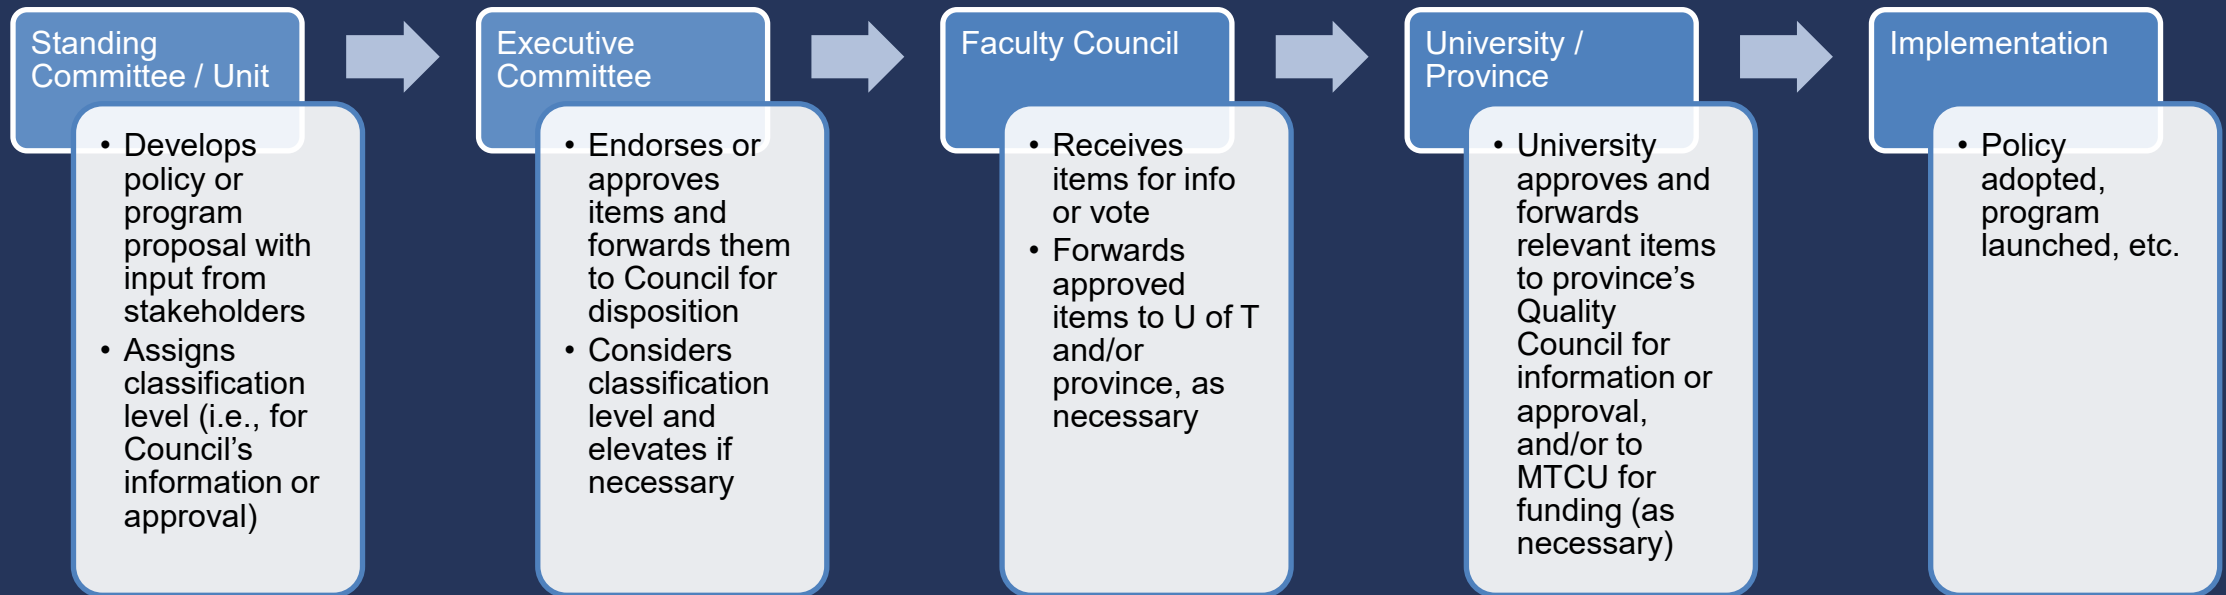 Standing
Committee / Unit
• Develops
policy or
program
proposal with
input from
stakeholders
• Assigns
classification
level (i.e., for
Council’s
information or
approval)
Executive
Committee
• Endorses or
approves
items and
forwards them
to Council for
disposition
• Considers
classification
level and
elevates if
necessary
Faculty Council
• Receives
items for info
or vote
• Forwards
approved
items to U of T
and/or
province, as
necessary
University /
Province
• University
approves and
forwards
relevant items
to province’s
Quality
Council for
information or
approval,
and/or to
MTCU for
funding (as
necessary)
Implementation
• Policy
adopted,
program
launched, etc.